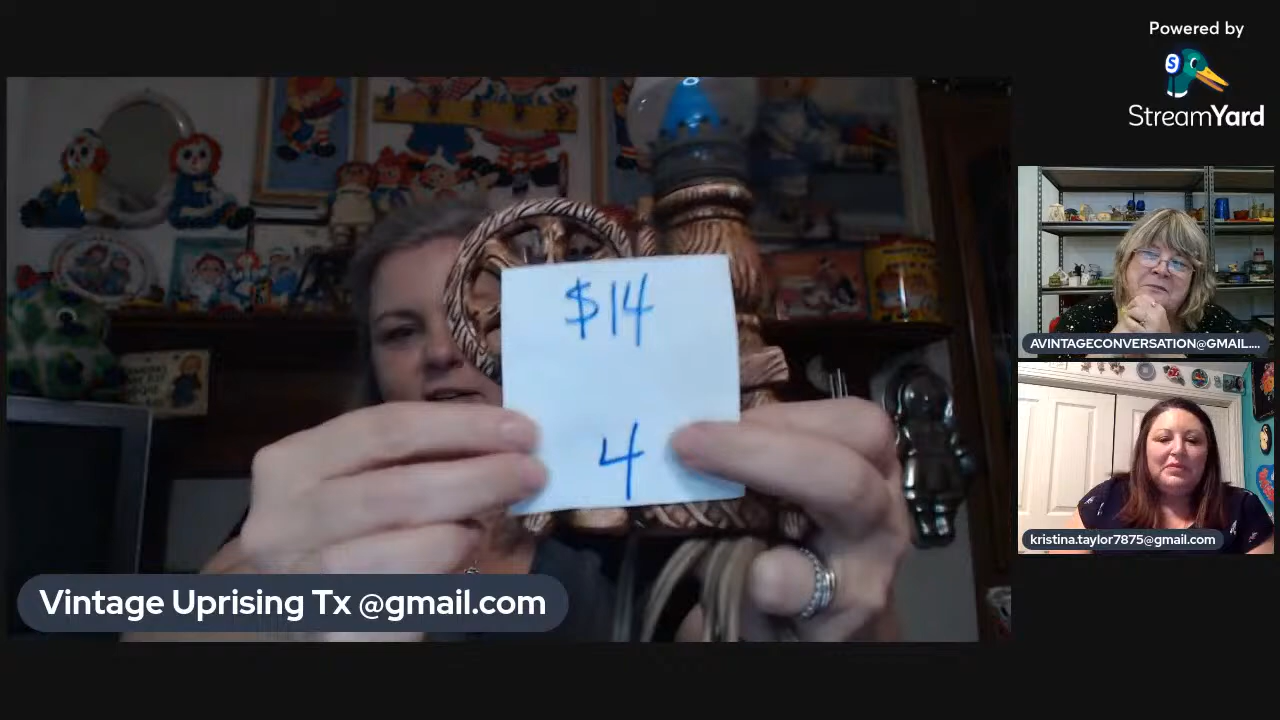 Powered by
StreamYard
$14
4
Vintage Uprising Tx @gmail.com
AVINTAGECONVERSATION@GMAIL....
kristina.taylor7875@gmail.com